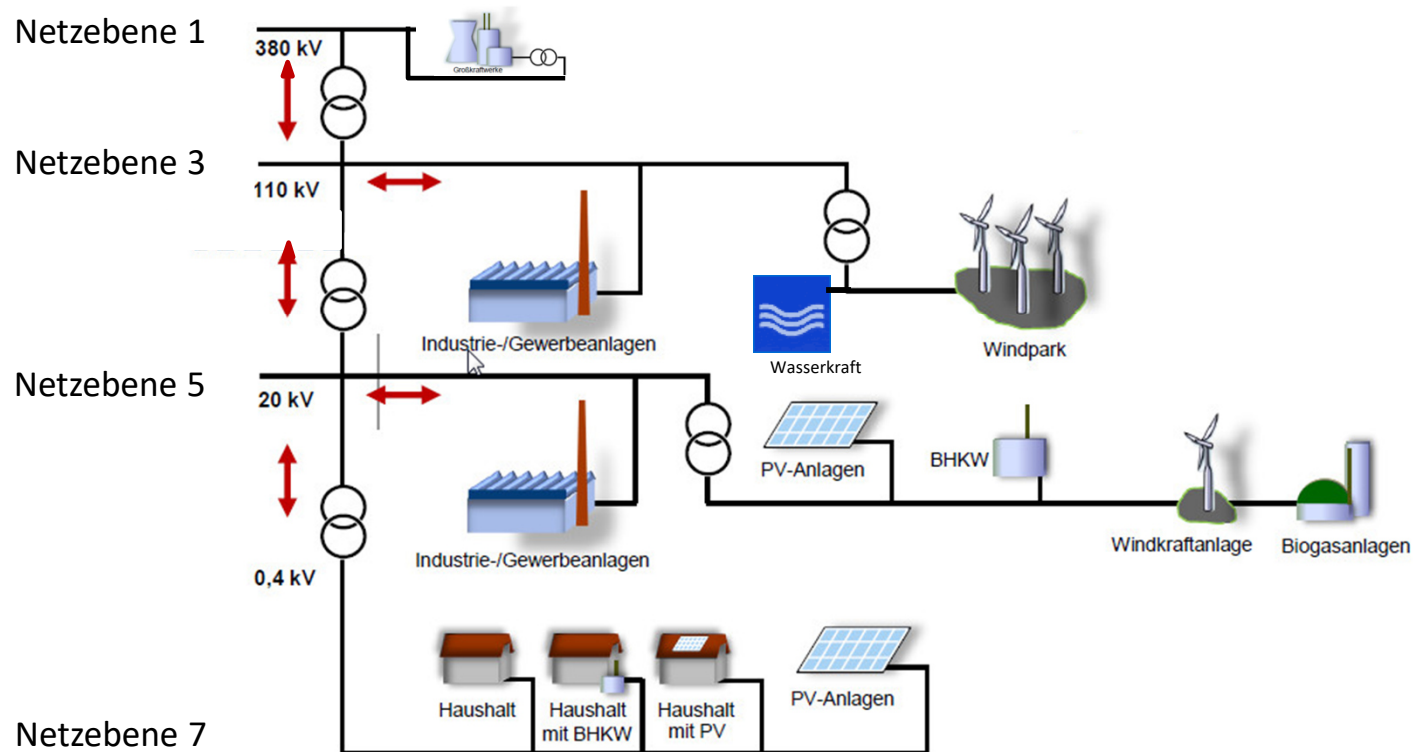 Netzebene 1
380 kV
Großkraftwerke
Netzebene 3
110 kV
Industrie-/Gewerbeanlagen
Wasserkraft
Windpark
Netzebene 5
20 kV
PV-Anlagen
BHKW
Industrie-/Gewerbeanlagen
Windkraftanlage
Biogasanlagen
0,4 kV
Haushalt
Haushalt
mit BHKW
Haushalt
mit PV
PV-Anlagen
Netzebene 7